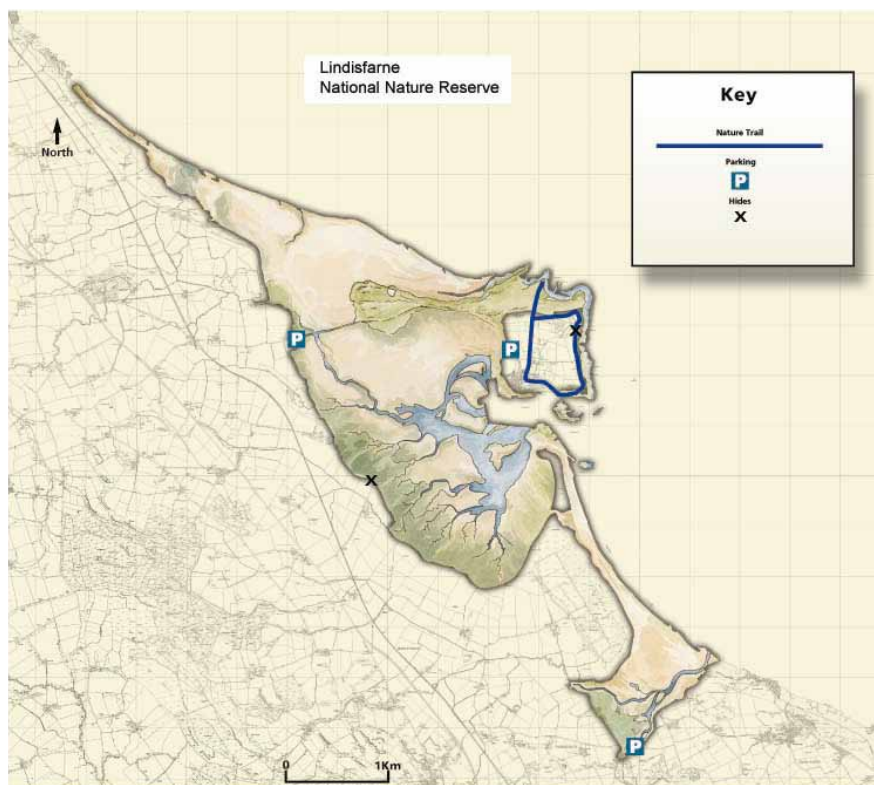 Lindisfarne
National Nature Reserve
Key
Nature Trail
Parking
P
Hides
X
North
P
P
X
X
P
0 1Km